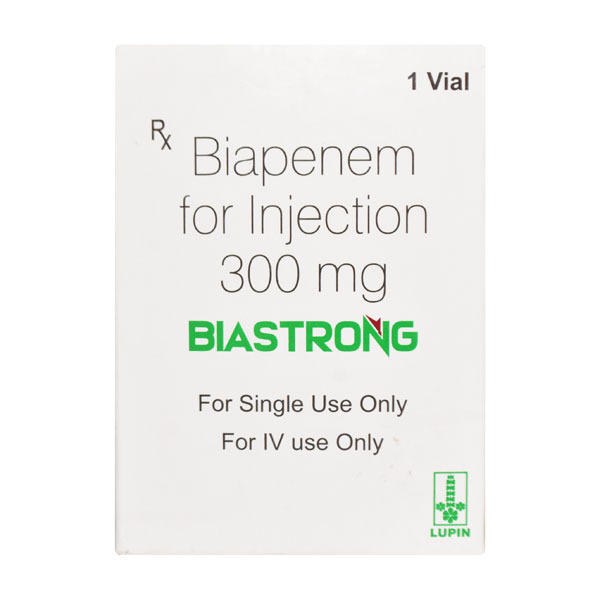 1 Vial
Rx Biapenem
for Injection
300 mg
BIASTRONG
For Single Use Only
For IV use Only
LUPIN